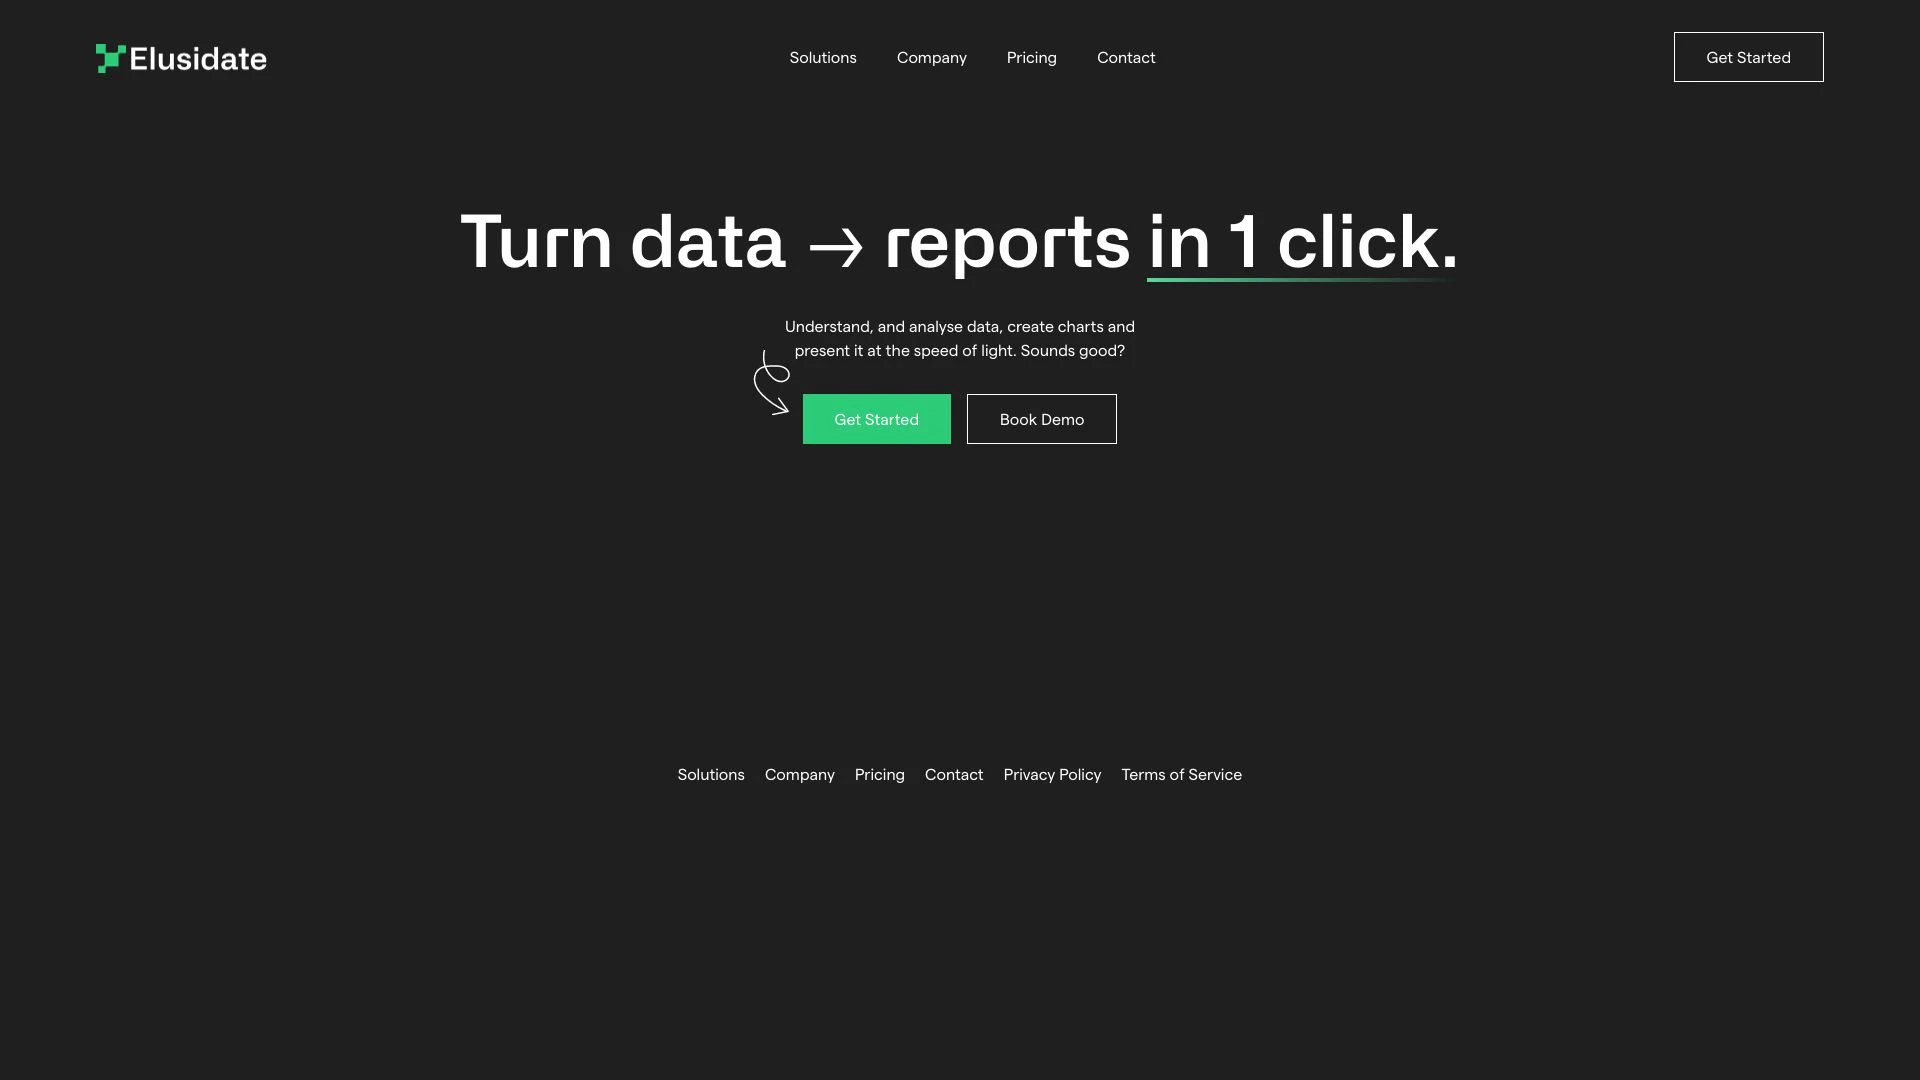 Elusidate
Solutions Company Pricing Contact
Get Started
Turn data → reports in 1 click.
Understand, and analyse data, create charts and
present it at the speed of light. Sounds good?
Get Started
Book Demo
Solutions Company Pricing Contact Privacy Policy Terms of Service